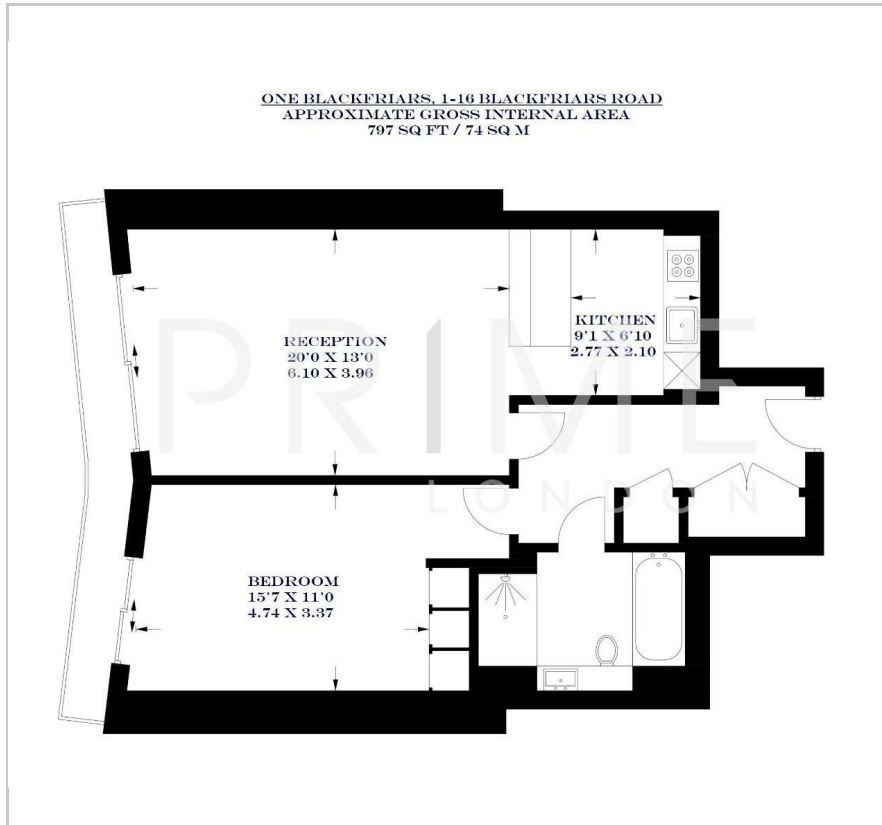 ONE BLACKFRIARS, 1-16 BLACKFRIARS ROAD
APPROXIMATE GROSS INTERNAL AREA
797 SQ FT / 74 SQ M
RECEPTION
20'0 X 13'0
6.10 X 3.96
KITCHEN
9'1 X 6'10
2.77 X 2.10
PRIME
LONDON
BEDROOM
15'7 X 11'0
4.74 X 3.37